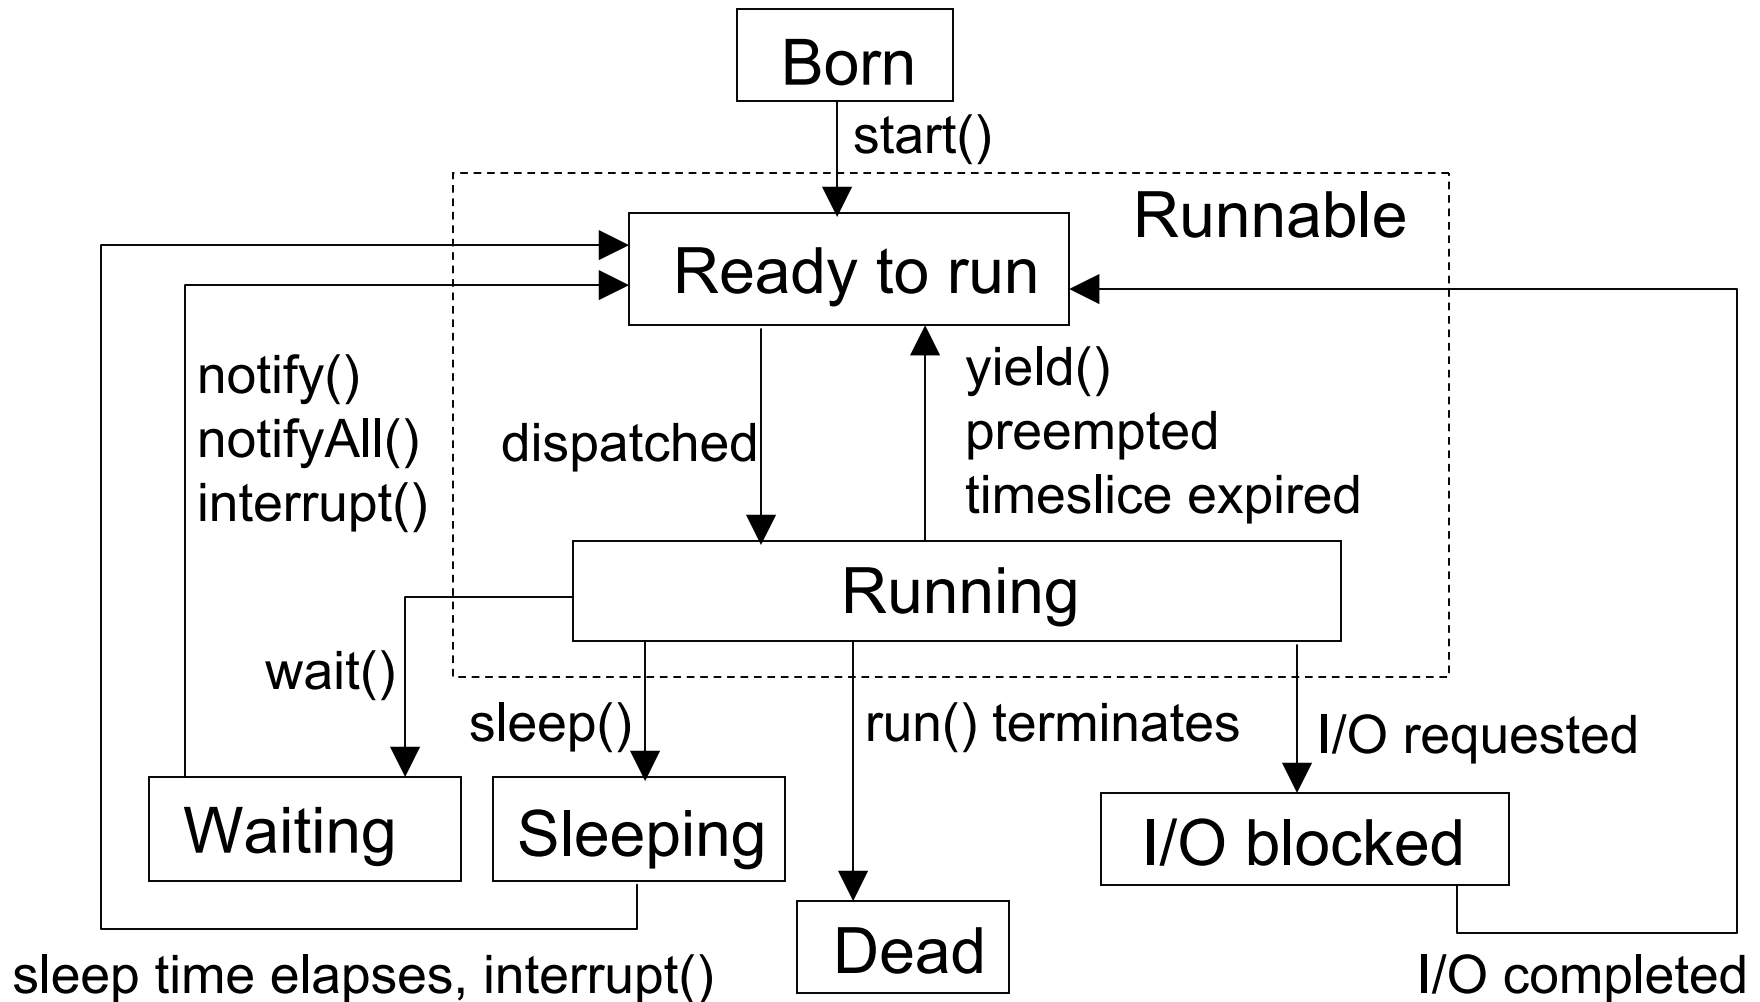 Born
start()
Runnable
Ready to run
notify()
notifyAll()
interrupt()
dispatched
yield()
preempted
timeslice expired
Running
wait()
sleep()
run() terminates
I/O requested
Waiting
Sleeping
I/O blocked
Dead
sleep time elapses, interrupt()
I/O completed